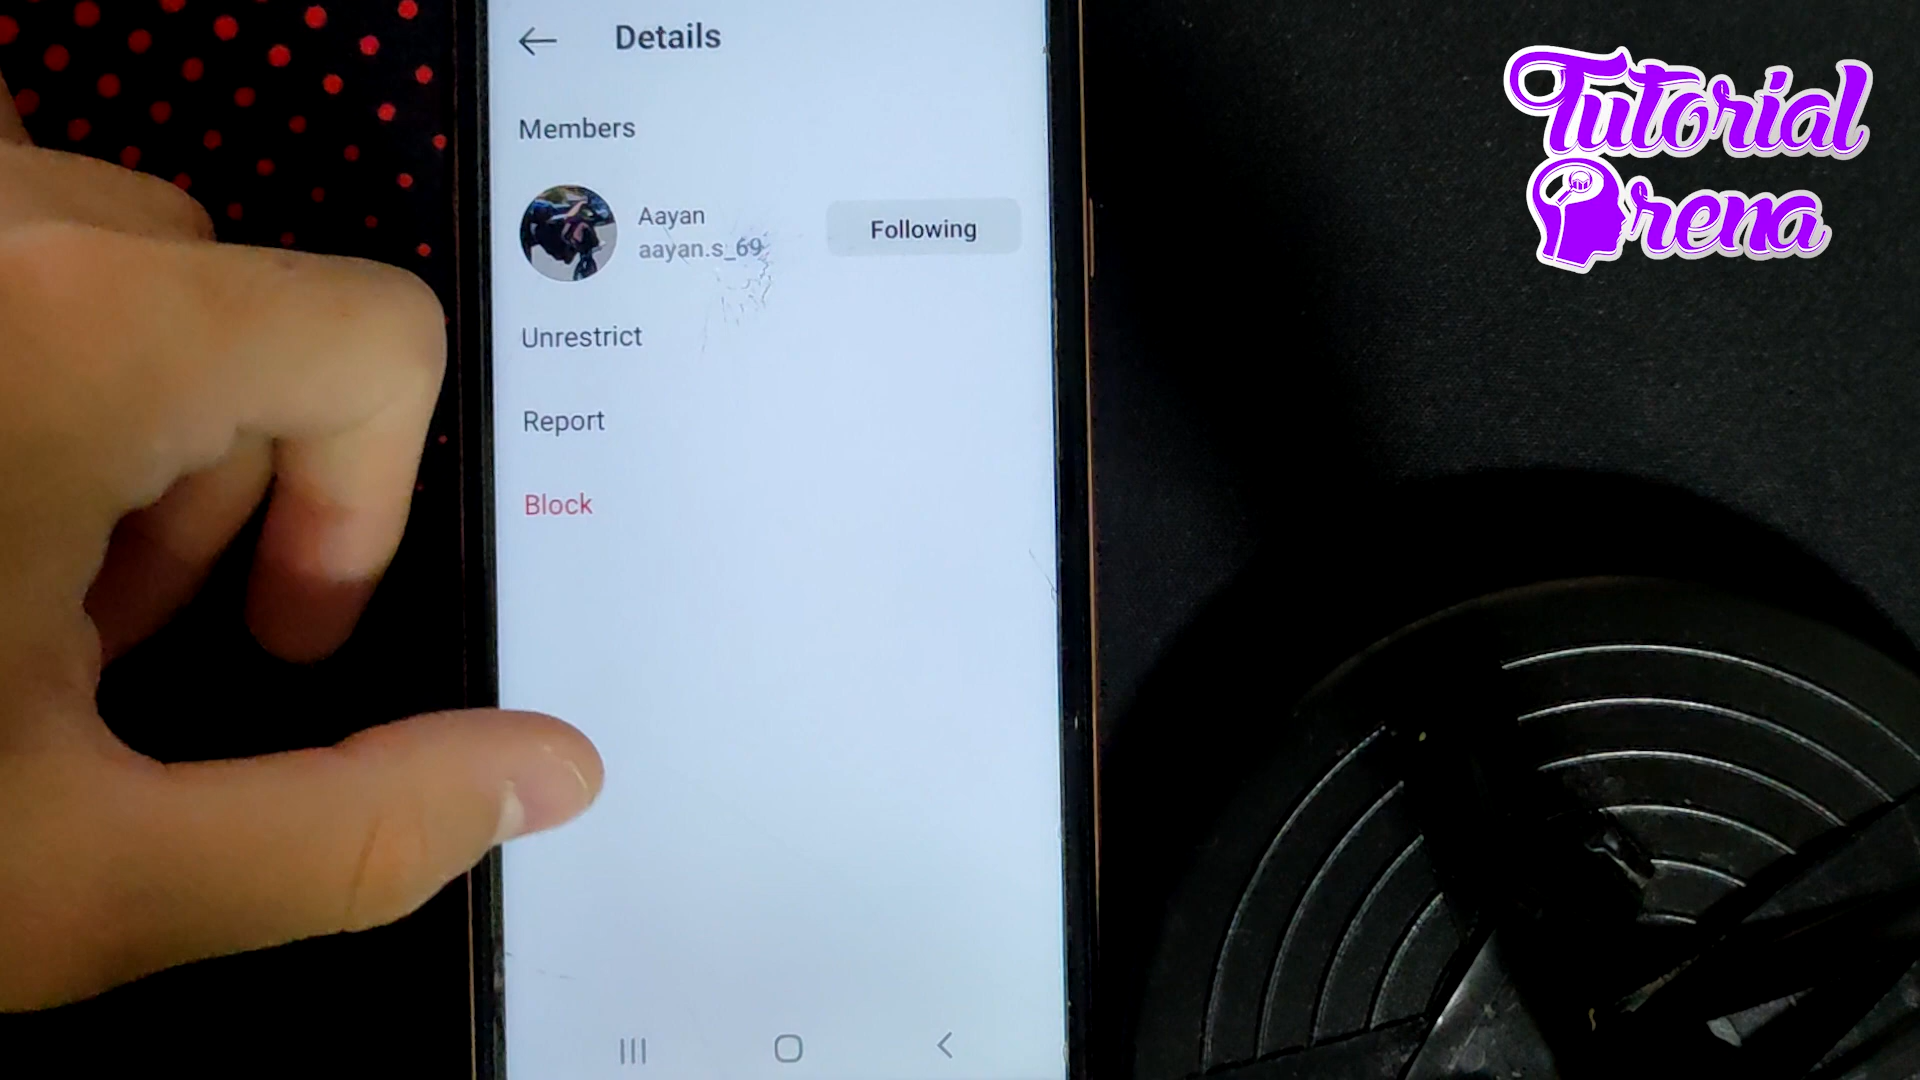 Details
Members
Aayan
aayan.s_69
Following
Unrestrict
Report
Block
Tutorial
Arena